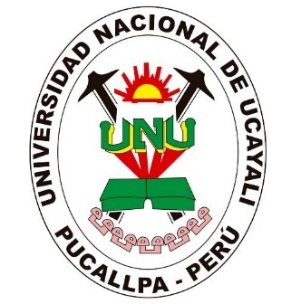 UNIVERSIDAD NACIONAL DE UCAYALI
UNU
PUCALLPA - PERÚ